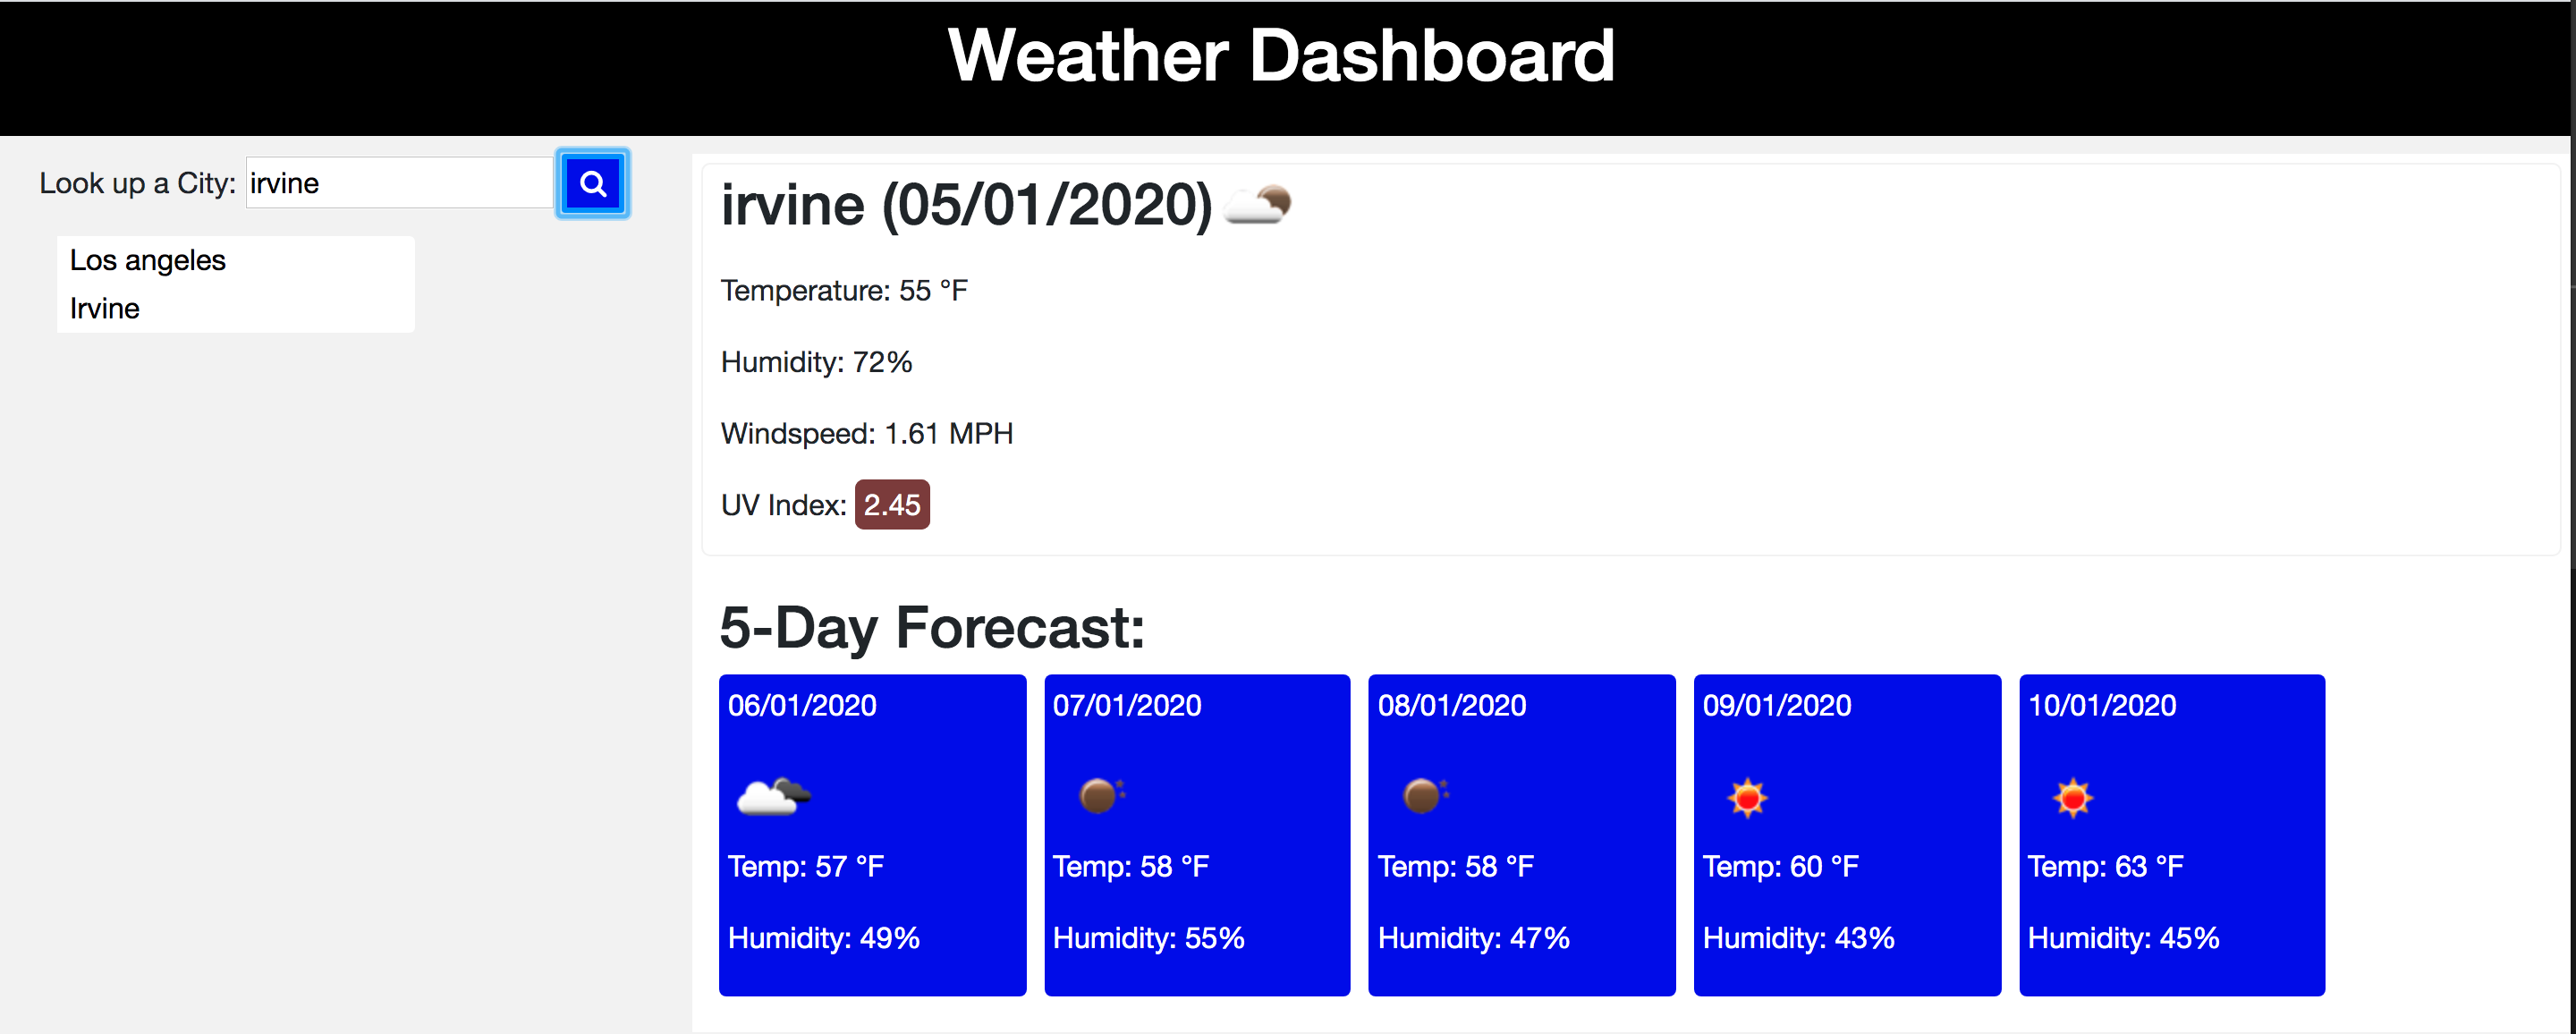 Weather Dashboard
Look up a City: irvine
Los angeles
Irvine
irvine (05/01/2020)
Temperature: 55 °F
Humidity: 72%
Windspeed: 1.61 MPH
UV Index: 2.45
5-Day Forecast:
06/01/2020
Temp: 57 °F
Humidity: 49%
07/01/2020
Temp: 58 °F
Humidity: 55%
08/01/2020
Temp: 58 °F
Humidity: 47%
09/01/2020
Temp: 60 °F
Humidity: 43%
10/01/2020
Temp: 63 °F
Humidity: 45%